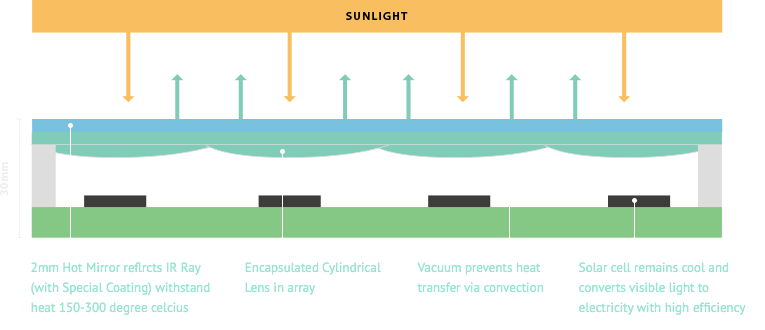 SUNLIGHT
30mm
2mm Hot Mirror reflrcts IR Ray
(with Special Coating) withstand
heat 150-300 degree celcius
Encapsulated Cylindrical
Lens in array
Vacuum prevents heat
transfer via convection
Solar cell remains cool and
converts visible light to
electricity with high efficiency